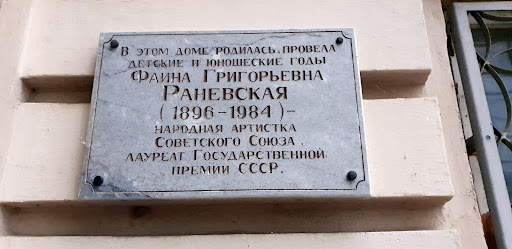 В ЭТОМ ДОМЕ РОДИЛАСЬ, ПРОВЕЛА
ДЕТСКИЕ И ЮНОШЕСКИЕ ГОДЫ
ФАИНА ГРИГОРЬЕВНА
РАНЕВСКАЯ
(1896-1984)-
НАРОДНАЯ АРТИСТКА
СОВЕТСКОГО СОЮЗА,
ЛАУРЕАТ ГОСУДАРСТВЕННОЙ
ПРЕМИИ СССР.